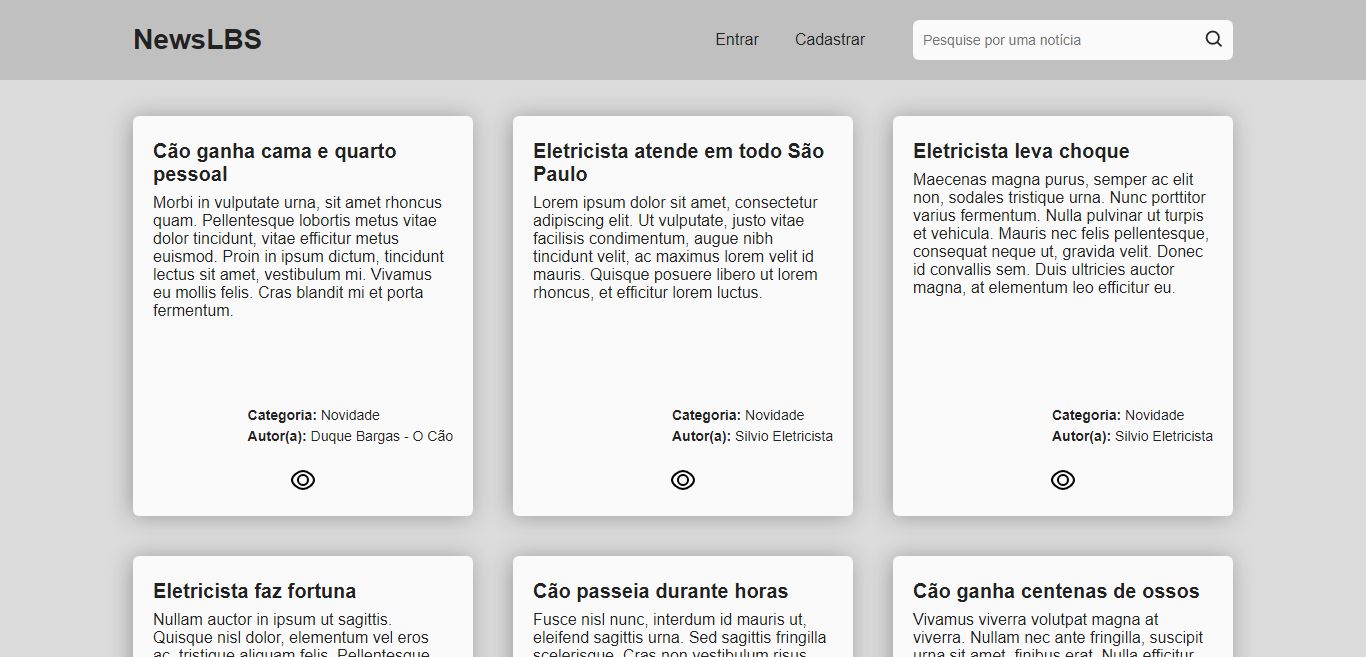 NewsLBS
Entrar
Cadastrar
Pesquise por uma notícia
Cão ganha cama e quarto
pessoal
Morbi in vulputate urna, sit amet rhoncus
quam. Pellentesque lobortis metus vitae
dolor tincidunt, vitae efficitur metus
euismod. Proin in ipsum dictum, tincidunt
lectus sit amet, vestibulum mi. Vivamus
eu mollis felis. Cras blandit mi et porta
fermentum.
Categoria: Novidade
Autor(a): Duque Bargas - O Cão
Eletricista atende em todo São
Paulo
Lorem ipsum dolor sit amet, consectetur
adipiscing elit. Ut vulputate, justo vitae
facilisis condimentum, augue nibh
tincidunt velit, ac maximus lorem velit id
mauris. Quisque posuere libero ut lorem
rhoncus, et efficitur lorem luctus.
Categoria: Novidade
Autor(a): Silvio Eletricista
Eletricista leva choque
Maecenas magna purus, semper ac elit
non, sodales tristique urna. Nunc porttitor
varius fermentum. Nulla pulvinar ut turpis
et vehicula. Mauris nec felis pellentesque,
consequat neque ut, gravida velit. Donec
id convallis sem. Duis ultricies auctor
magna, at elementum leo efficitur eu.
Categoria: Novidade
Autor(a): Silvio Eletricista
Eletricista faz fortuna
Nullam auctor in ipsum ut sagittis.
Quisque nisl dolor, elementum vel eros
ac, tristique aliquam felis. Pellentesque
Cão passeia durante horas
Fusce nisl nunc, interdum id mauris ut,
eleifend sagittis urna. Sed sagittis fringilla
scelerisque. Cras non vestibulum risus
Cão ganha centenas de ossos
Vivamus viverra volutpat magna at
viverra. Nullam nec ante fringilla, suscipit
urna sit amet, finibus erat. Nulla efficitur